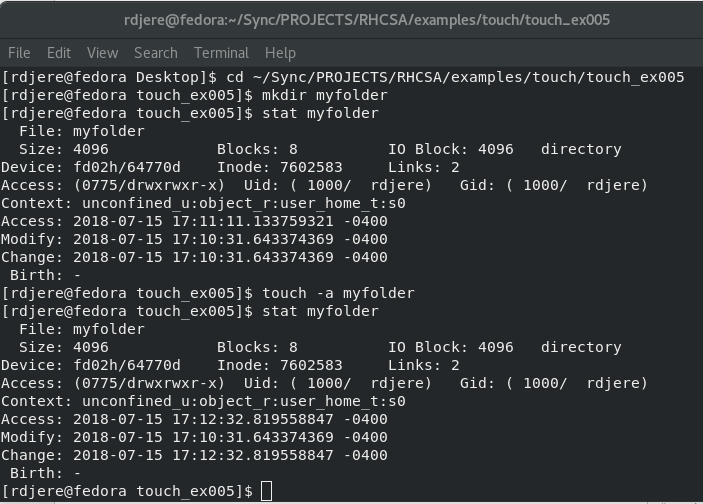 rdjere@fedora:~/Sync/PROJECTS/RHCSA/examples/touch/touch_ex005
File Edit View Search Terminal Help
[rdjere@fedora Desktop]$ cd ~/Sync/PROJECTS/RHCSA/examples/touch/touch_ex005
[rdjere@fedora touch_ex005]$ mkdir myfolder
[rdjere@fedora touch_ex005]$ stat myfolder
  File: myfolder
  Size: 4096            Blocks: 8          IO Block: 4096   directory
Device: fd02h/64770d    Inode: 7602583     Links: 2
Access: (0775/drwxrwxr-x)  Uid: ( 1000/  rdjere)   Gid: ( 1000/  rdjere)
Context: unconfined_u:object_r:user_home_t:s0
Access: 2018-07-15 17:11:11.133759321 -0400
Modify: 2018-07-15 17:10:31.643374369 -0400
Change: 2018-07-15 17:10:31.643374369 -0400
 Birth: -
[rdjere@fedora touch_ex005]$ touch -a myfolder
[rdjere@fedora touch_ex005]$ stat myfolder
  File: myfolder
  Size: 4096            Blocks: 8          IO Block: 4096   directory
Device: fd02h/64770d    Inode: 7602583     Links: 2
Access: (0775/drwxrwxr-x)  Uid: ( 1000/  rdjere)   Gid: ( 1000/  rdjere)
Context: unconfined_u:object_r:user_home_t:s0
Access: 2018-07-15 17:12:32.819558847 -0400
Modify: 2018-07-15 17:10:31.643374369 -0400
Change: 2018-07-15 17:12:32.819558847 -0400
 Birth: -
[rdjere@fedora touch_ex005]$